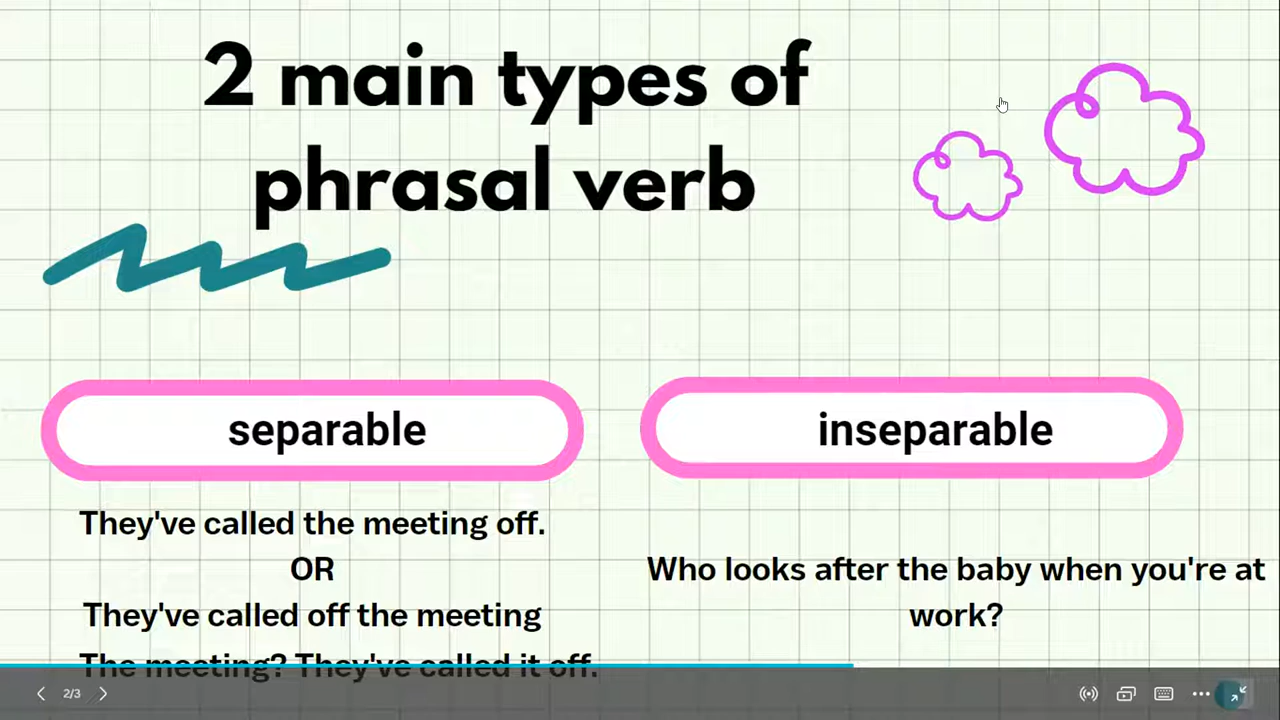 2 main types of
phrasal verb
separable
inseparable
They've called the meeting off.
OR
They've called off the meeting
The meeting? They've called it off.
Who looks after the baby when you're at
work?
2/3